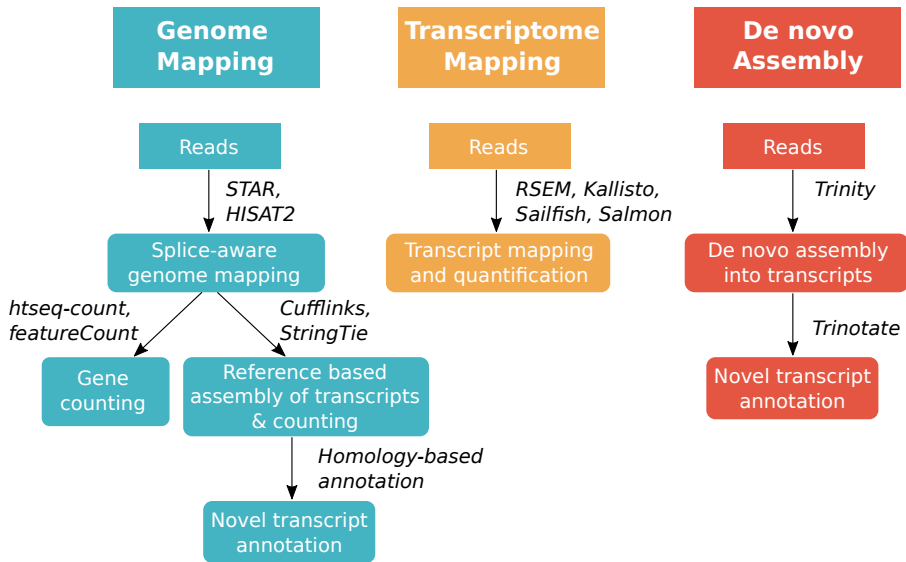 Genome
Mapping
Transcriptome
Mapping
De novo
Assembly
Reads
Reads
Reads
STAR,
HISAT2
RSEM, Kallisto,
Sailfish, Salmon
Trinity
Splice-aware
genome mapping
Transcript mapping
and quantification
De novo assembly
into transcripts
htseq-count,
featureCount
Cufflinks,
StringTie
Trinotate
Gene
counting
Reference based
assembly of transcripts
& counting
Novel transcript
annotation
Homology-based
annotation
Novel transcript
annotation